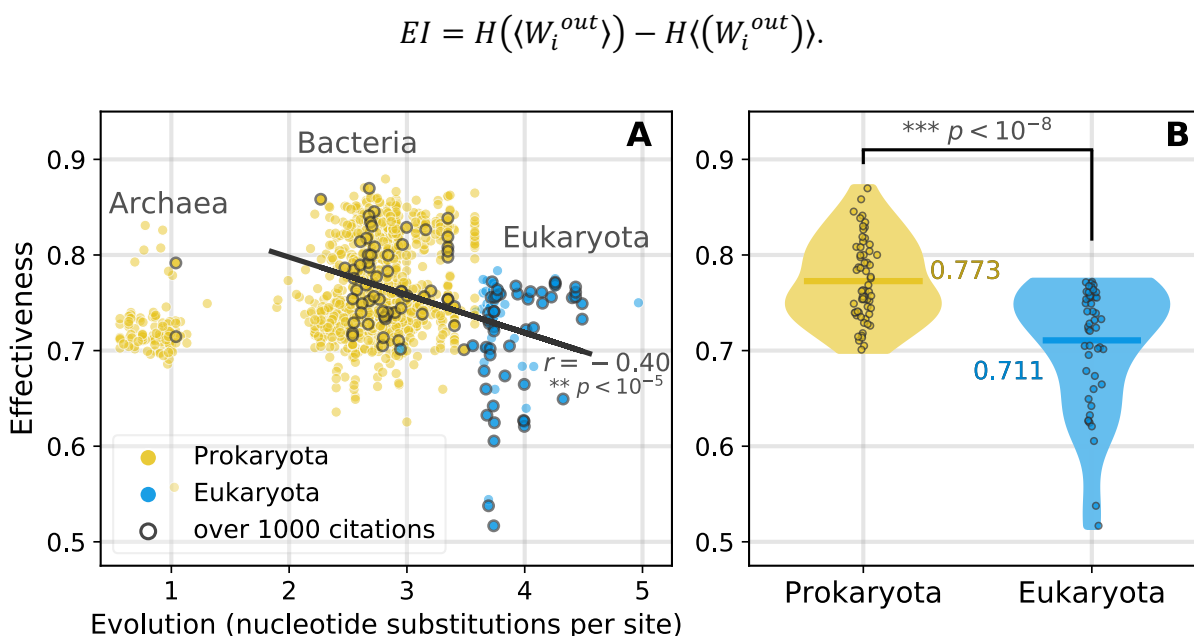 EI = H(⟨W_i^out⟩) − H⟨(W_i^out)⟩.
A
B
*** p < 10⁻⁸
Bacteria
Archaea
Eukaryota
0.9
0.8
0.7
0.6
0.5
Effectiveness
r = − 0.40
** p < 10⁻⁵
Prokaryota
Eukaryota
over 1000 citations
1
2
3
4
5
Evolution (nucleotide substitutions per site)
0.9
0.8
0.7
0.6
0.5
0.773
0.711
Prokaryota
Eukaryota